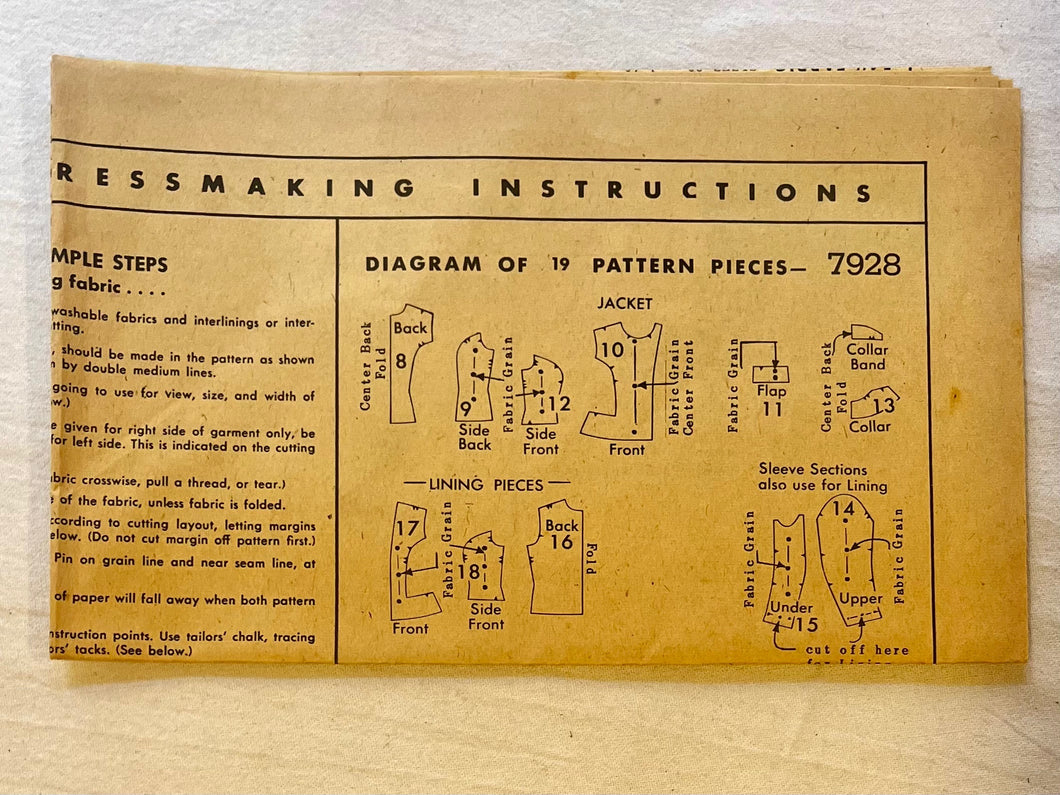 RESSMAKING INSTRUCTIONS
MPLE STEPS
g fabric . . . .
washable fabrics and interlinings or inter-
tting.
, should be made in the pattern as shown
by double medium lines.
going to use for view, size, and width of
w.)
e given for right side of garment only, be
for left side. This is indicated on the cutting
bric crosswise, pull a thread, or tear.)
of the fabric, unless fabric is folded.
ccording to cutting layout, letting margins
elow. (Do not cut margin off pattern first.)
Pin on grain line and near seam line, at
of paper will fall away when both pattern
nstruction points. Use tailors' chalk, tracing
ors' tacks. (See below.)
DIAGRAM OF 19 PATTERN PIECES— 7928
JACKET
Center Back
Fold
Back
8
9
Side
Back
Fabric Grain
12
Side
Front
10
Front
Fabric Grain
Center Front
Fabric Grain
Flap
11
Center Back
Fold
Collar
Band
13
Collar
— LINING PIECES —
17
Front
Fabric Grain
18
Side
Front
Back
16
Fold
Sleeve Sections
also use for Lining
Fabric Grain
Under
15
14
Upper
Fabric Grain
cut off here
for Lining